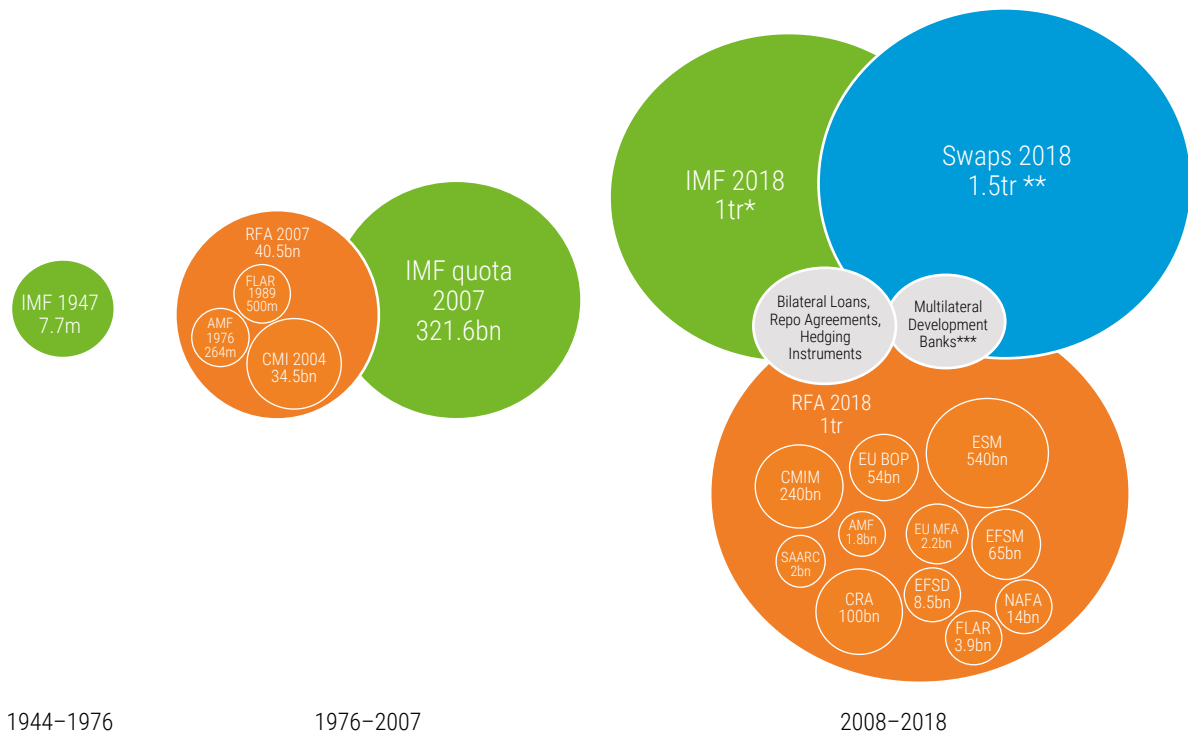 IMF 1947
7.7m
RFA 2007
40.5bn
FLAR
1989
500m
AMF
1976
264m
CMI 2004
34.5bn
IMF quota
2007
321.6bn
IMF 2018
1tr*
Swaps 2018
1.5tr **
Bilateral Loans,
Repo Agreements,
Hedging
Instruments
Multilateral
Development
Banks***
RFA 2018
1tr
ESM
540bn
EU BOP
54bn
CMIM
240bn
AMF
1.8bn
EU MFA
2.2bn
EFSM
65bn
SAARC
2bn
CRA
100bn
EFSD
8.5bn
NAFA
14bn
FLAR
3.9bn
1944–1976
1976–2007
2008–2018